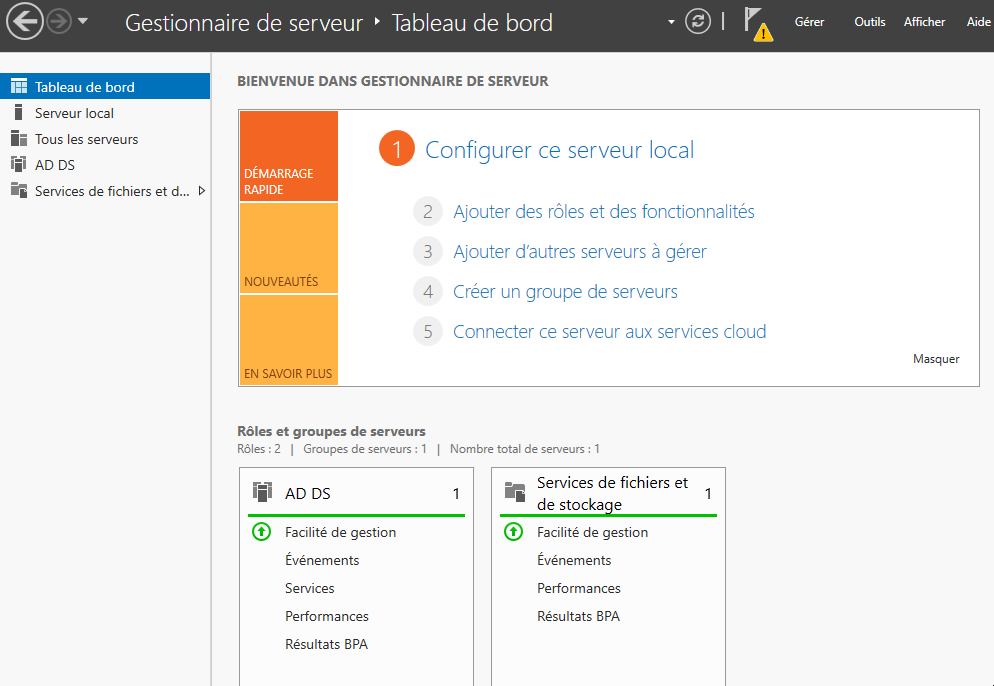 Gestionnaire de serveur ‣ Tableau de bord
Gérer Outils Afficher Aide
Tableau de bord
Serveur local
Tous les serveurs
AD DS
Services de fichiers et d...
BIENVENUE DANS GESTIONNAIRE DE SERVEUR
DÉMARRAGE
RAPIDE
NOUVEAUTÉS
EN SAVOIR PLUS
1 Configurer ce serveur local
2 Ajouter des rôles et des fonctionnalités
3 Ajouter d’autres serveurs à gérer
4 Créer un groupe de serveurs
5 Connecter ce serveur aux services cloud
Masquer
Rôles et groupes de serveurs
Rôles : 2 | Groupes de serveurs : 1 | Nombre total de serveurs : 1
AD DS 1
Facilité de gestion
Événements
Services
Performances
Résultats BPA
Services de fichiers et
de stockage 1
Facilité de gestion
Événements
Performances
Résultats BPA